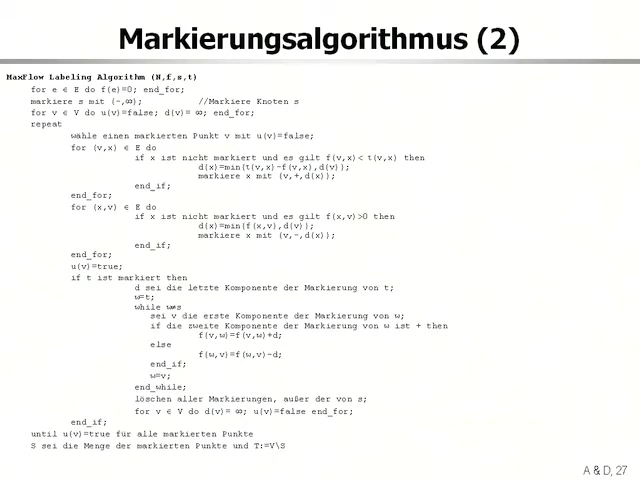 Markierungsalgorithmus (2)
MaxFlow Labeling Algorithm (N,f,s,t)
for e ∈ E do f(e)=0; end_for;
markiere s mit (-,∞); //Markiere Knoten s
for v ∈ V do u(v)=false; d(v)= ∞; end_for;
repeat
wähle einen markierten Punkt v mit u(v)=false;
for (v,x) ∈ E do
if x ist nicht markiert und es gilt f(v,x)< τ(v,x) then
d(x)=min{τ(v,x)-f(v,x),d(v)};
markiere x mit (v,+,d(x));
end_if;
end_for;
for (x,v) ∈ E do
if x ist nicht markiert und es gilt f(x,v)>0 then
d(x)=min{f(x,v),d(v)};
markiere x mit (v,-,d(x));
end_if;
end_for;
u(v)=true;
if t ist markiert then
d sei die letzte Komponente der Markierung von t;
w=t;
while w≠s
sei v die erste Komponente der Markierung von w;
if die zweite Komponente der Markierung von w ist + then
f(v,w)=f(v,w)+d;
else
f(w,v)=f(w,v)-d;
end_if;
w=v;
end_while;
löschen aller Markierungen, außer der von s;
for v ∈ V do d(v)= ∞; u(v)=false end_for;
end_if;
until u(v)=true für alle markierten Punkte
S sei die Menge der markierten Punkte und T:=V\S
A & D, 27